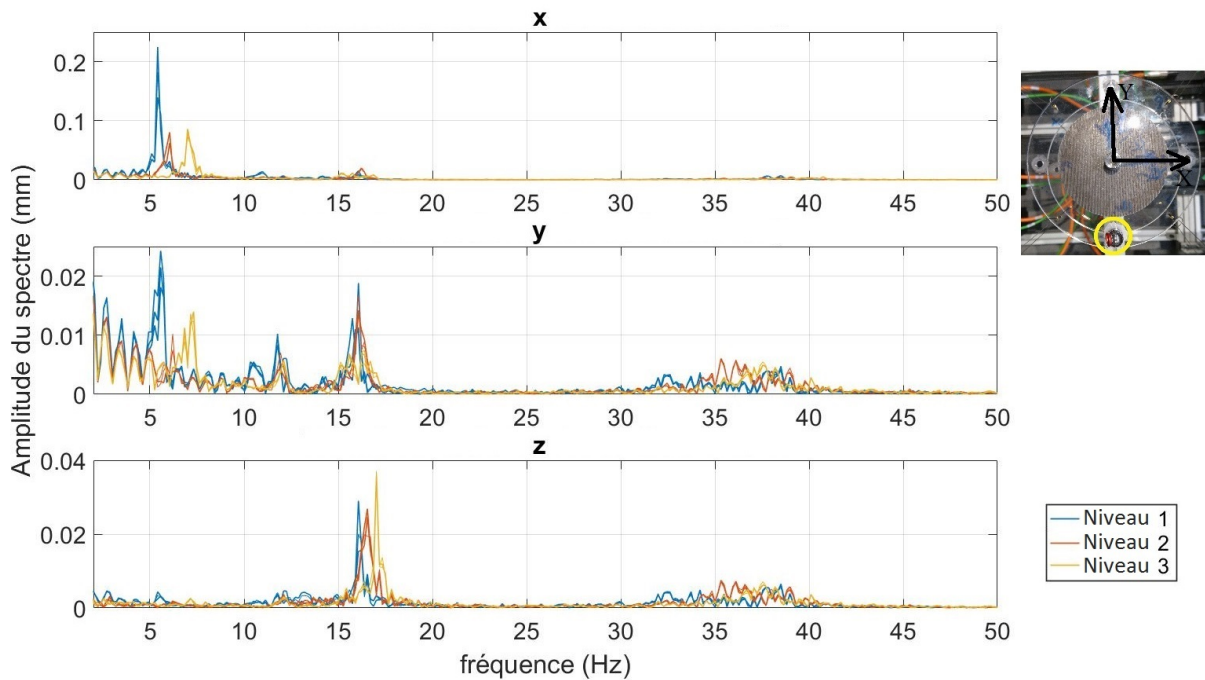 x
0.2
0.1
0
5 10 15 20 25 30 35 40 45 50
Y
X
y
0.02
0.01
0
5 10 15 20 25 30 35 40 45 50
z
0.04
0.02
0
5 10 15 20 25 30 35 40 45 50
Amplitude du spectre (mm)
fréquence (Hz)
Niveau 1
Niveau 2
Niveau 3